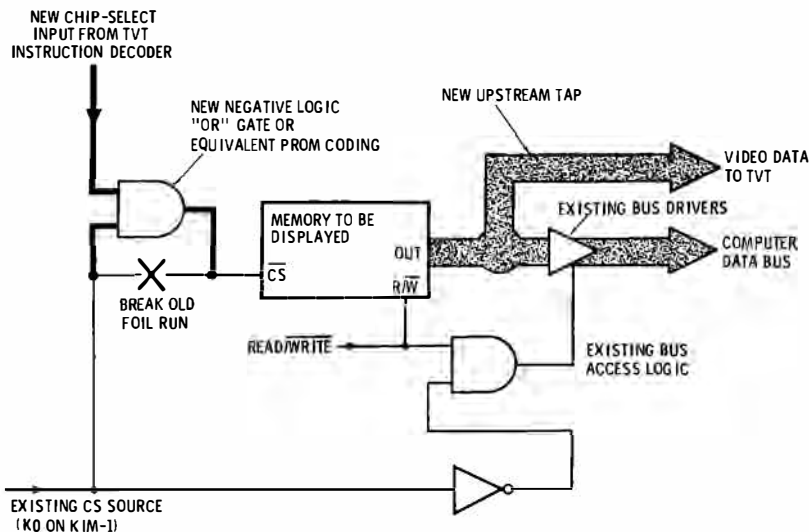 NEW CHIP-SELECT
INPUT FROM TVT
INSTRUCTION DECODER
NEW NEGATIVE LOGIC
"OR" GATE OR
EQUIVALENT PROM CODING
NEW UPSTREAM TAP
VIDEO DATA
TO TVT
MEMORY TO BE
DISPLAYED
EXISTING BUS DRIVERS
OUT
COMPUTER
DATA BUS
CS
R/W
BREAK OLD
FOIL RUN
READ/WRITE
EXISTING BUS
ACCESS LOGIC
EXISTING CS SOURCE
(K0 ON KIM-1)